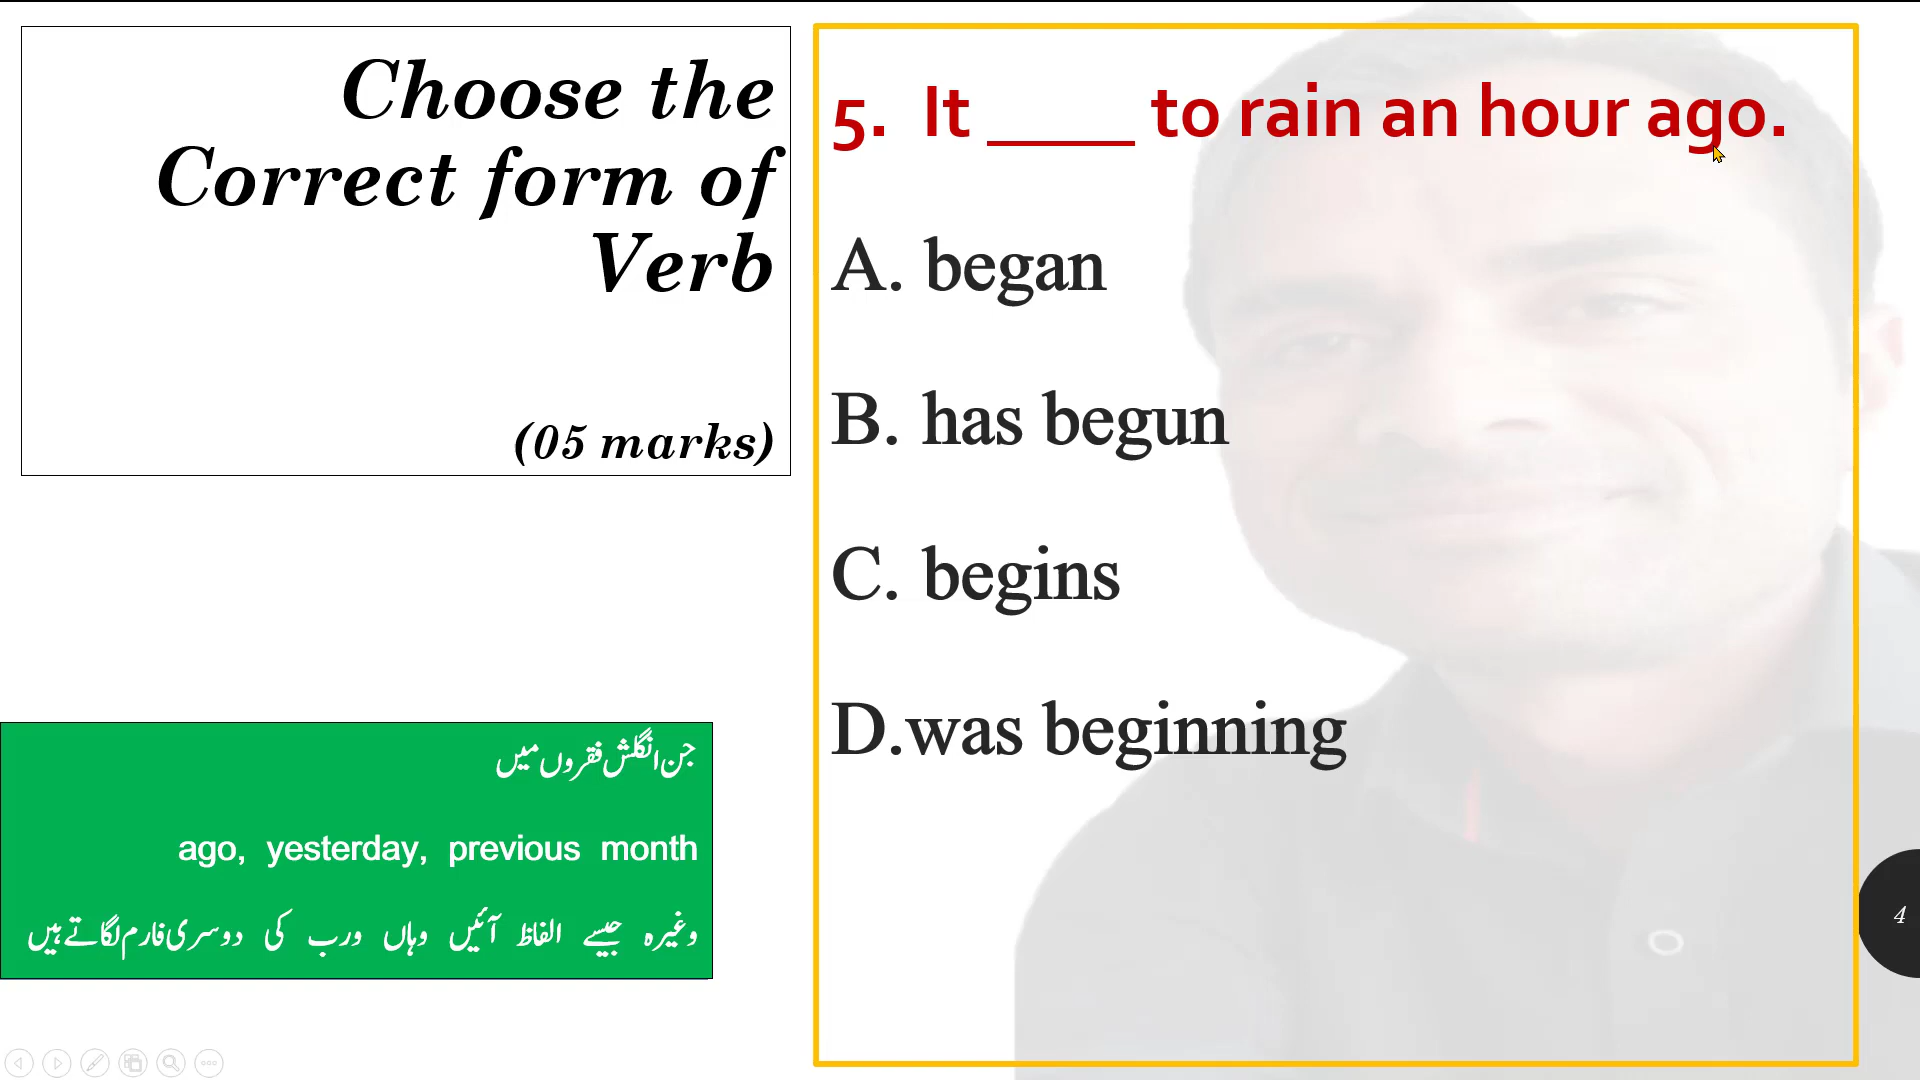 Choose the
Correct form of
Verb
(05 marks)
5. It _____ to rain an hour ago.
A. began
B. has begun
C. begins
D.was beginning
جن انگلش فقروں میں
ago, yesterday, previous month
وغیرہ جیسے الفاظ آئیں وہاں ورب کی دوسری فارم لگاتے ہیں
4